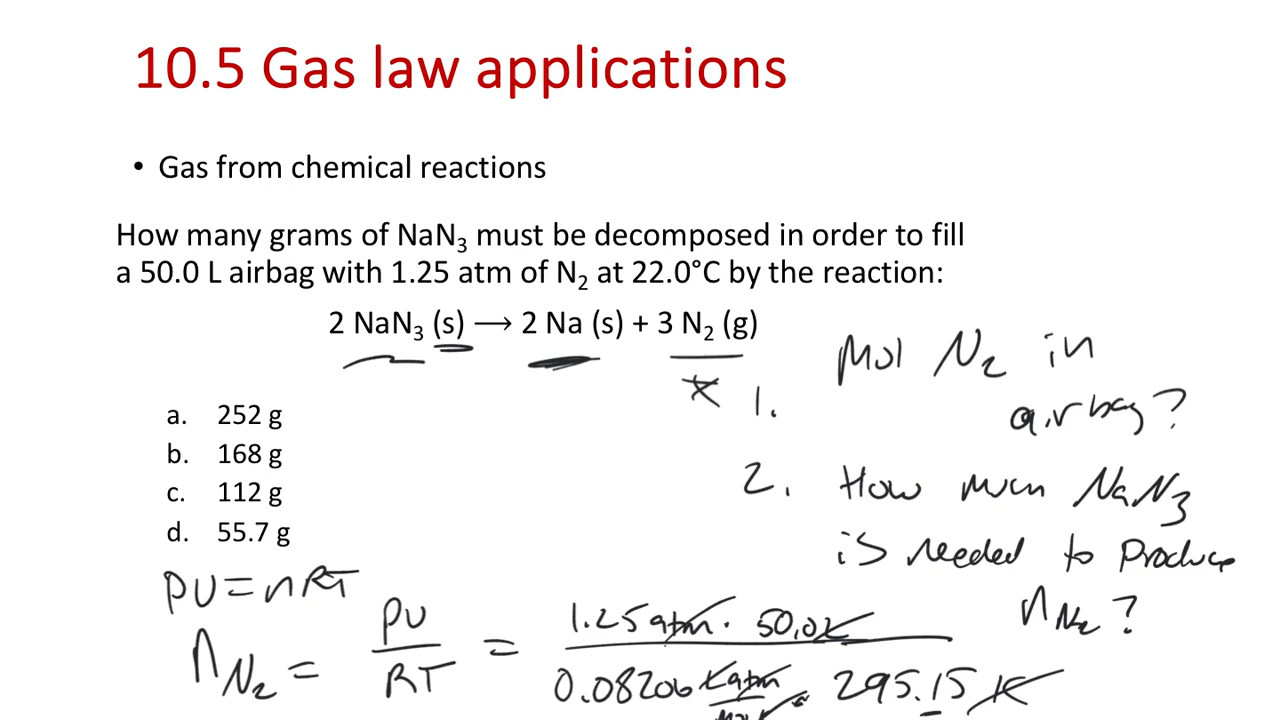 10.5 Gas law applications
• Gas from chemical reactions
How many grams of NaN₃ must be decomposed in order to fill
a 50.0 L airbag with 1.25 atm of N₂ at 22.0°C by the reaction:
2 NaN₃ (s) ⟶ 2 Na (s) + 3 N₂ (g)
*
1. Mol N₂ in
airbag?
a. 252 g
b. 168 g
c. 112 g
d. 55.7 g
2. How much NaN₃
is needed to produce
n N₂ ?
PV = nRT
n N₂ = PV / RT = 1.25 atm · 50.0 L / 0.08206 L atm / mol K · 295.15 K